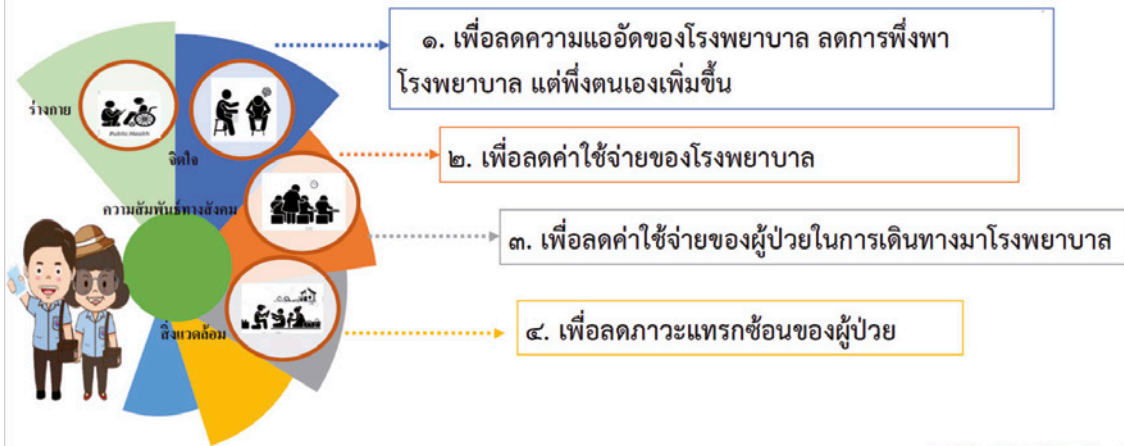 ๑. เพื่อลดความแออัดของโรงพยาบาล ลดการพึ่งพา
โรงพยาบาล แต่พึ่งตนเองเพิ่มขึ้น
ร่างกาย
Public Health
จิตใจ
๒. เพื่อลดค่าใช้จ่ายของโรงพยาบาล
ความสัมพันธ์ทางสังคม
๓. เพื่อลดค่าใช้จ่ายของผู้ป่วยในการเดินทางมาโรงพยาบาล
สิ่งแวดล้อม
๔. เพื่อลดภาวะแทรกซ้อนของผู้ป่วย